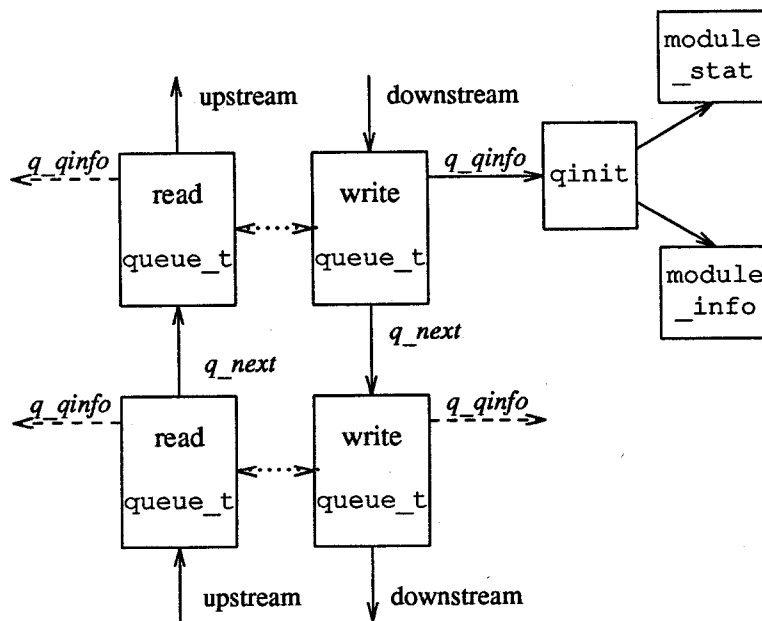 module
_stat
upstream
downstream
q_qinfo
q_qinfo
read
write
qinit
queue_t
queue_t
module
_info
q_next
q_next
q_qinfo
q_qinfo
read
write
queue_t
queue_t
upstream
downstream